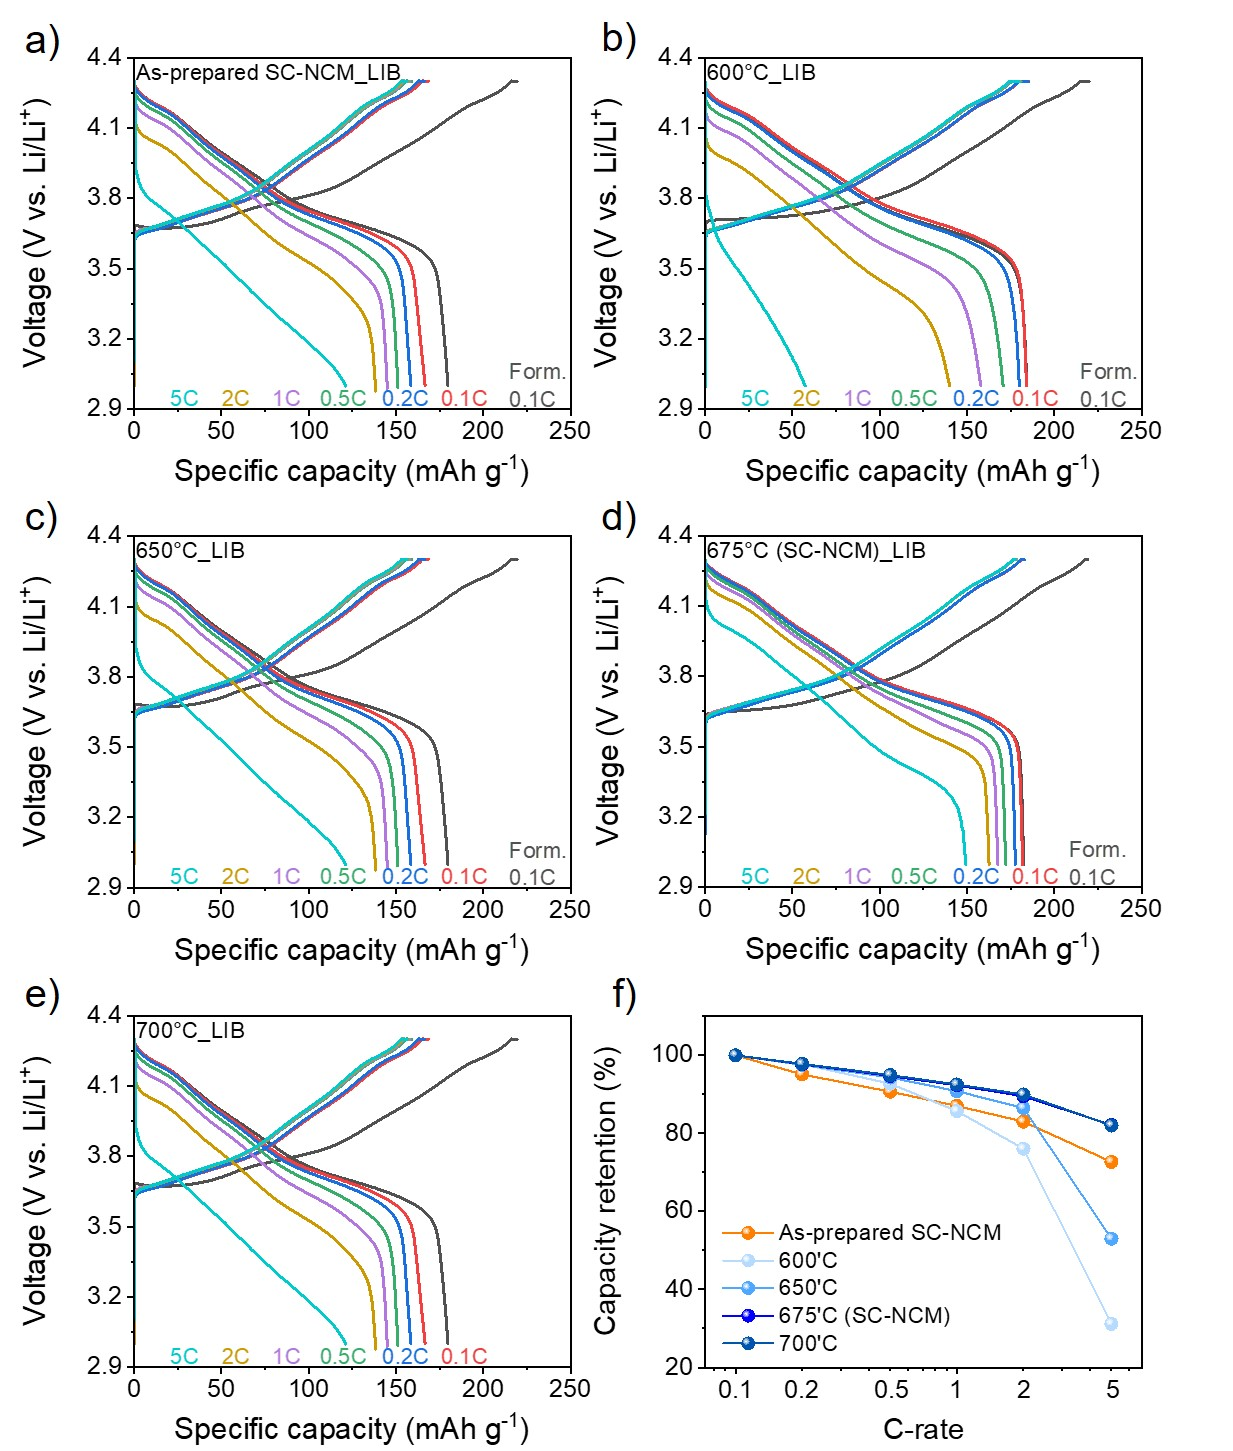 a)
As-prepared SC-NCM_LIB
4.4
4.1
3.8
3.5
3.2
2.9
Voltage (V vs. Li/Li⁺)
Form.
5C 2C 1C 0.5C 0.2C 0.1C 0.1C
0 50 100 150 200 250
Specific capacity (mAh g⁻¹)
b)
600°C_LIB
4.4
4.1
3.8
3.5
3.2
2.9
Voltage (V vs. Li/Li⁺)
Form.
5C 2C 1C 0.5C 0.2C 0.1C 0.1C
0 50 100 150 200 250
Specific capacity (mAh g⁻¹)
c)
650°C_LIB
4.4
4.1
3.8
3.5
3.2
2.9
Voltage (V vs. Li/Li⁺)
Form.
5C 2C 1C 0.5C 0.2C 0.1C 0.1C
0 50 100 150 200 250
Specific capacity (mAh g⁻¹)
d)
675°C (SC-NCM)_LIB
4.4
4.1
3.8
3.5
3.2
2.9
Voltage (V vs. Li/Li⁺)
Form.
5C 2C 1C 0.5C 0.2C 0.1C 0.1C
0 50 100 150 200 250
Specific capacity (mAh g⁻¹)
e)
700°C_LIB
4.4
4.1
3.8
3.5
3.2
2.9
Voltage (V vs. Li/Li⁺)
5C 2C 1C 0.5C 0.2C 0.1C
0 50 100 150 200 250
Specific capacity (mAh g⁻¹)
f)
100
80
60
40
20
Capacity retention (%)
As-prepared SC-NCM
600'C
650'C
675'C (SC-NCM)
700'C
0.1 0.2 0.5 1 2 5
C-rate